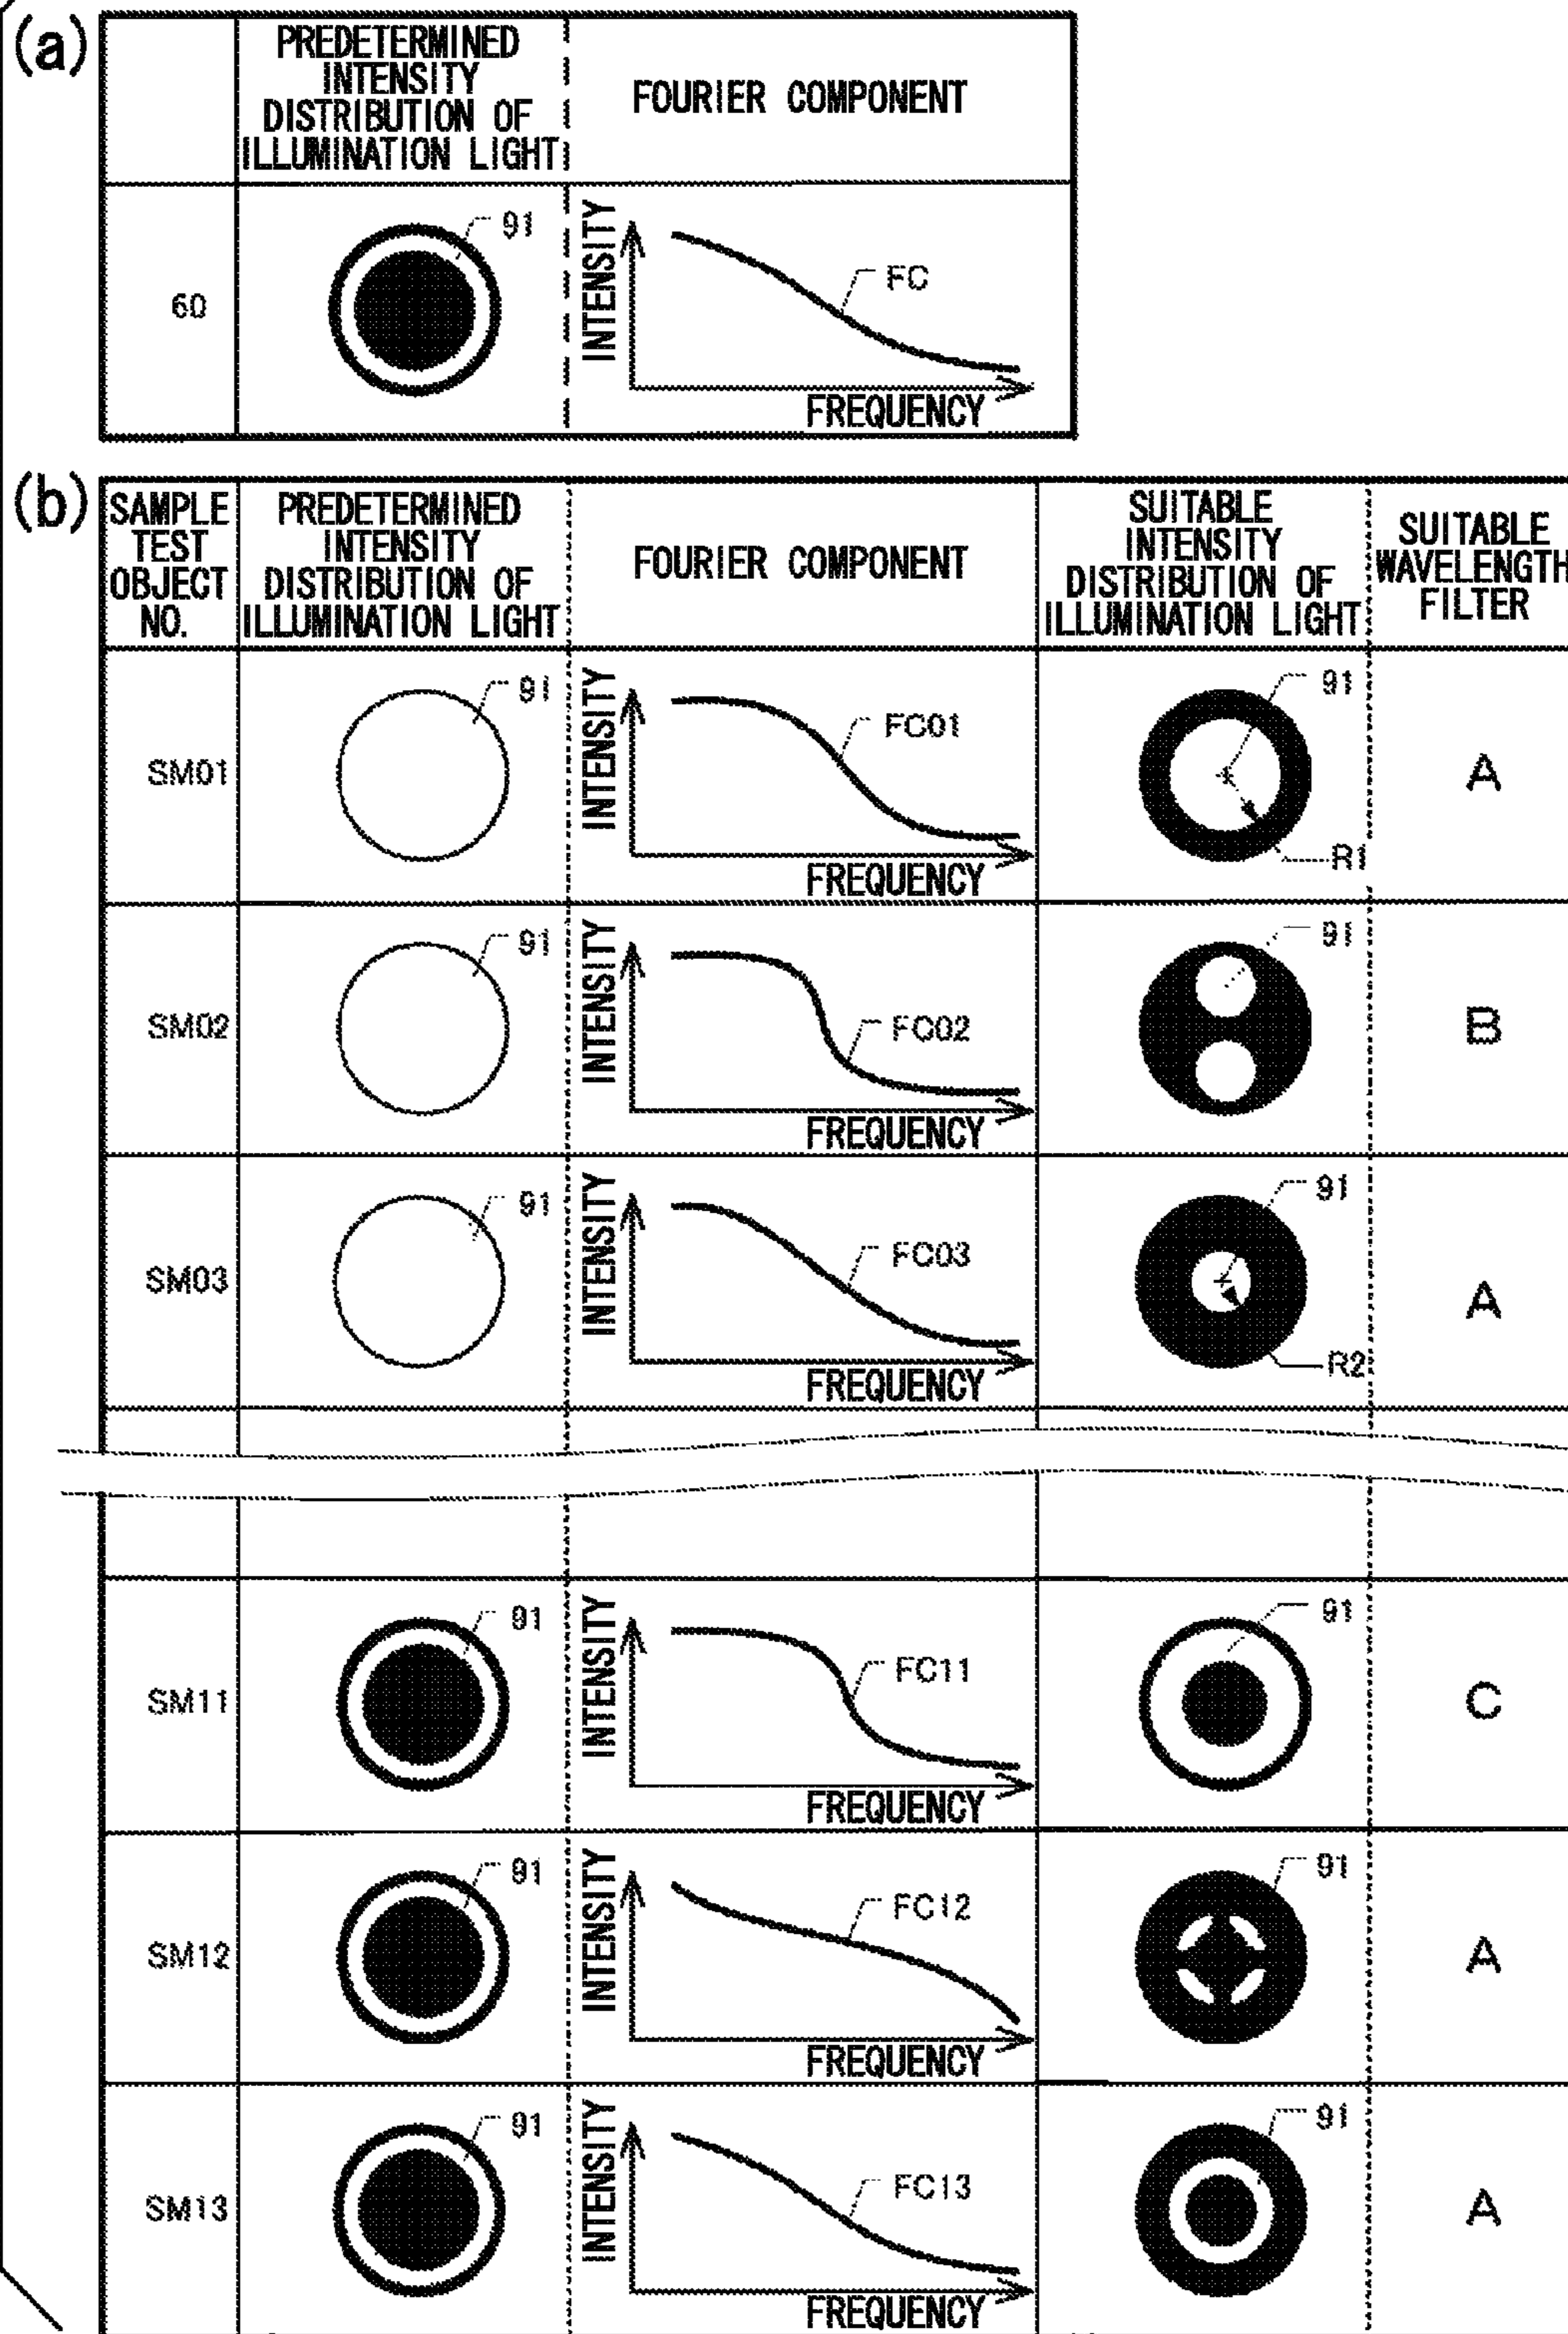 (a)
PREDETERMINED
INTENSITY
DISTRIBUTION OF
ILLUMINATION LIGHT
FOURIER COMPONENT
60
91
INTENSITY
FC
FREQUENCY
(b)
SAMPLE
TEST
OBJECT
NO.
PREDETERMINED
INTENSITY
DISTRIBUTION OF
ILLUMINATION LIGHT
FOURIER COMPONENT
SUITABLE
INTENSITY
DISTRIBUTION OF
ILLUMINATION LIGHT
SUITABLE
WAVELENGTH
FILTER
SM01
91
INTENSITY
FC01
FREQUENCY
91
R1
A
SM02
91
INTENSITY
FC02
FREQUENCY
91
B
SM03
91
INTENSITY
FC03
FREQUENCY
91
R2
A
SM11
91
INTENSITY
FC11
FREQUENCY
91
C
SM12
91
INTENSITY
FC12
FREQUENCY
91
A
SM13
91
INTENSITY
FC13
FREQUENCY
91
A